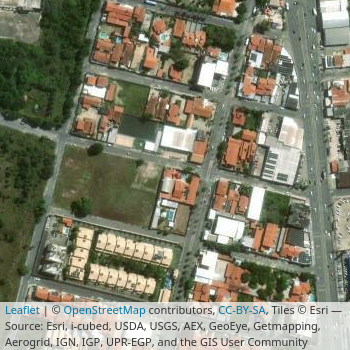 Leaflet | © OpenStreetMap contributors, CC-BY-SA, Tiles © Esri —
Source: Esri, i-cubed, USDA, USGS, AEX, GeoEye, Getmapping,
Aerogrid, IGN, IGP, UPR-EGP, and the GIS User Community